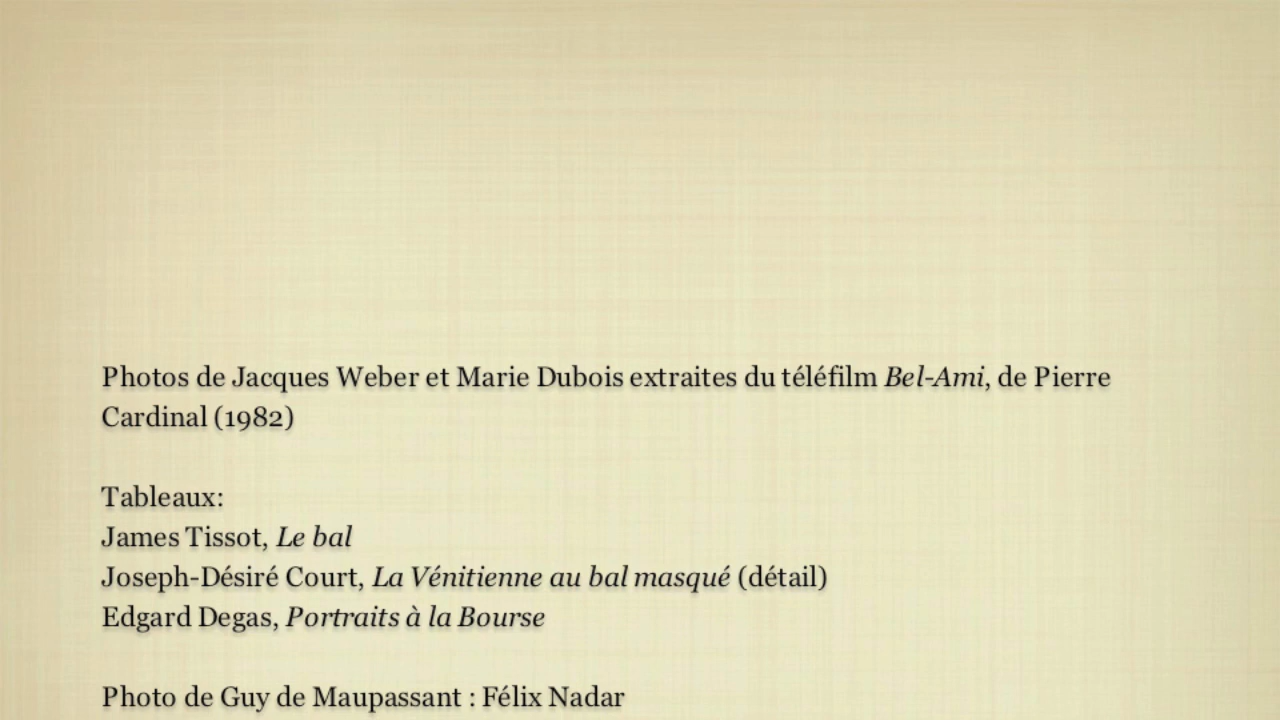 Photos de Jacques Weber et Marie Dubois extraites du téléfilm Bel-Ami, de Pierre
Cardinal (1982)
Tableaux:
James Tissot, Le bal
Joseph-Désiré Court, La Vénitienne au bal masqué (détail)
Edgard Degas, Portraits à la Bourse
Photo de Guy de Maupassant : Félix Nadar